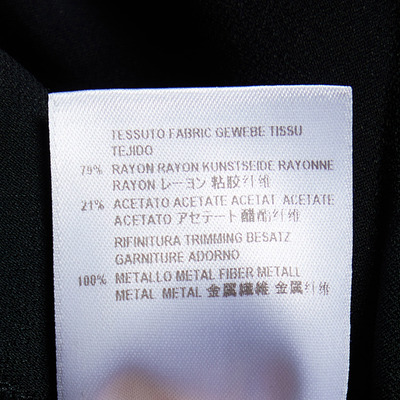 TESSUTO FABRIC GEWEBE TISSU
TEJIDO
79% RAYON RAYON KUNSTSEIDE RAYONNE
RAYON レーヨン 粘胶纤维
21% ACETATO ACETATE ACETAT ACETATE
ACETATO アセテート 醋酯纤维
RIFINITURA TRIMMING BESATZ
GARNITURE ADORNO
100% METALLO METAL FIBER METALL
METAL METAL 金属繊維 金属纤维